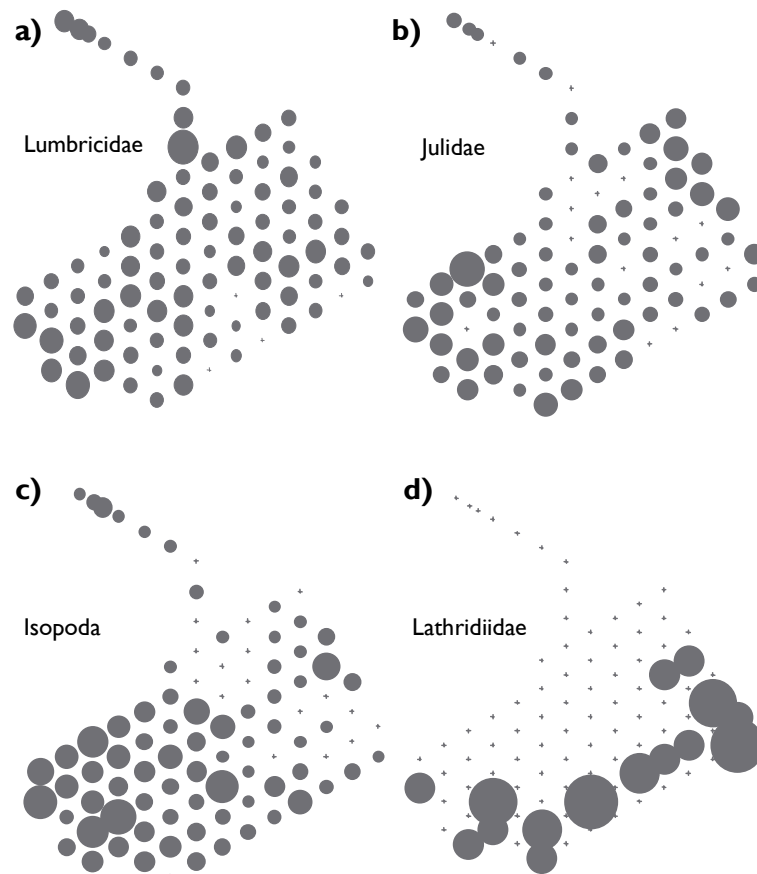 a)
Lumbricidae
b)
Julidae
c)
Isopoda
d)
Lathridiidae